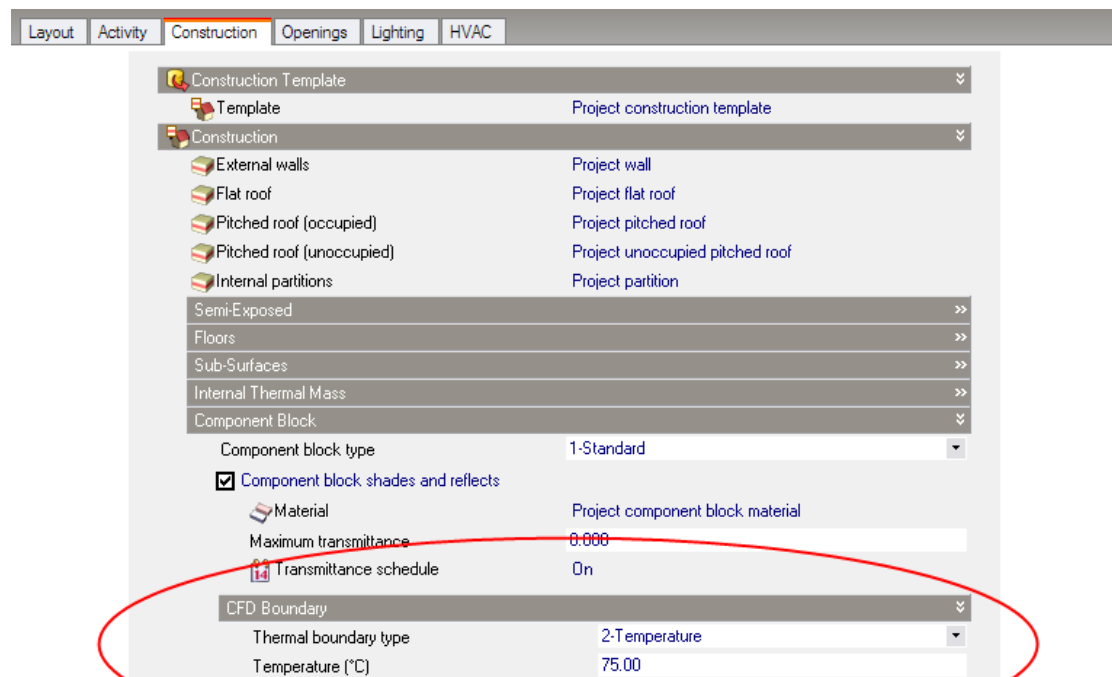 Layout Activity Construction Openings Lighting HVAC
Construction Template
Template Project construction template
Construction
External walls Project wall
Flat roof Project flat roof
Pitched roof (occupied) Project pitched roof
Pitched roof (unoccupied) Project unoccupied pitched roof
Internal partitions Project partition
Semi-Exposed
Floors
Sub-Surfaces
Internal Thermal Mass
Component Block
Component block type 1-Standard
Component block shades and reflects
Material Project component block material
Maximum transmittance 0.000
14 Transmittance schedule On
CFD Boundary
Thermal boundary type 2-Temperature
Temperature (°C) 75.00